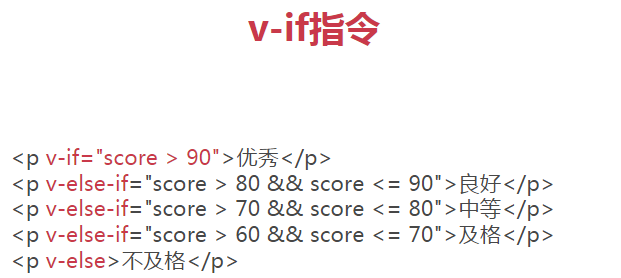 v-if指令
<p v-if="score > 90">优秀</p>
<p v-else-if="score > 80 && score <= 90">良好</p>
<p v-else-if="score > 70 && score <= 80">中等</p>
<p v-else-if="score > 60 && score <= 70">及格</p>
<p v-else>不及格</p>